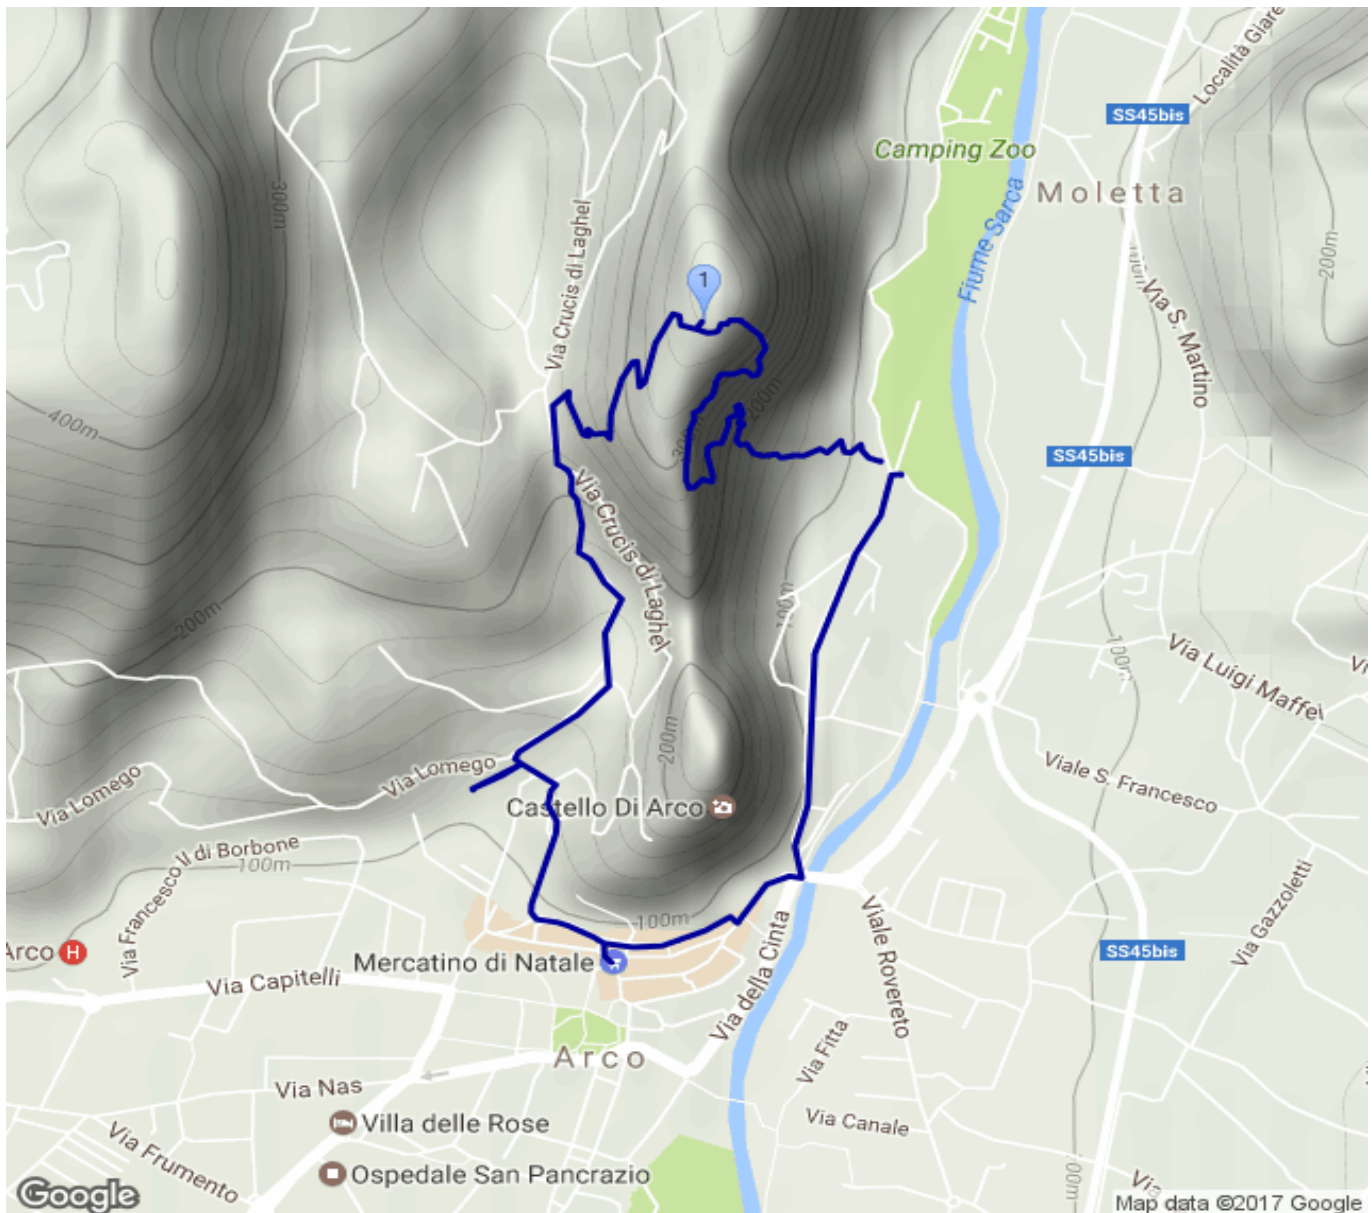 SS45bis
Località Giare
Camping Zoo
Moletta
300m
Fiume Sarca
200m
Via Crucis di Laghel
1
Via S. Martino
400m
200m
300m
SS45bis
Via Crucis di Laghel
200m
100m
100m
Via Luigi Maffei
200m
Via Lomego
Via Lomego
Castello Di Arco
Viale S. Francesco
Via Francesco II di Borbone
100m
100m
Via Gazzoletti
Arco H
Mercatino di Natale
Via della Cinta
Viale Rovereto
SS45bis
Via Capitelli
Arco
Via Fitta
Via Nas
Villa delle Rose
Via Canale
Via Frumento
Ospedale San Pancrazio
Google
Map data ©2017 Google